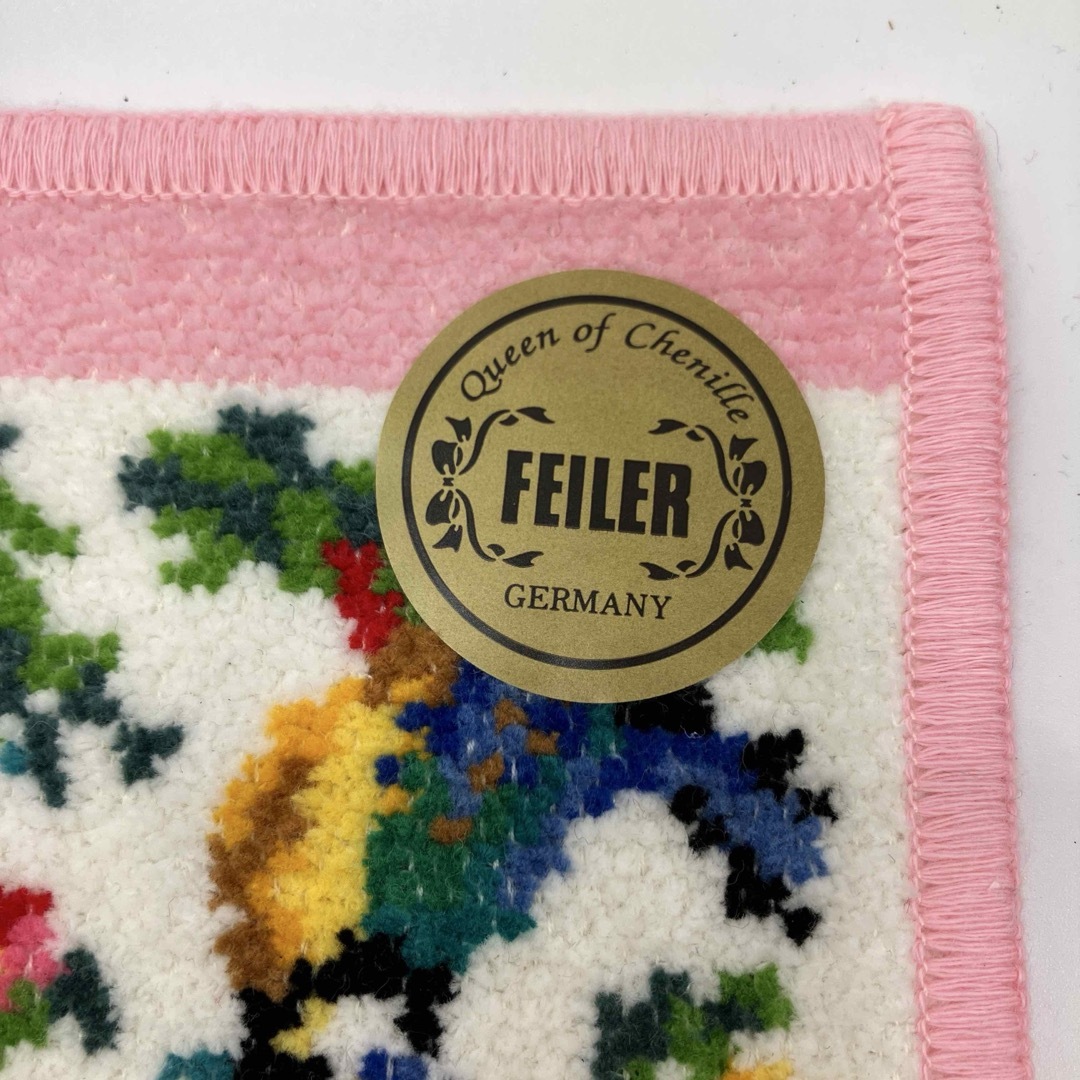 Queen of Chenille
FEILER
GERMANY